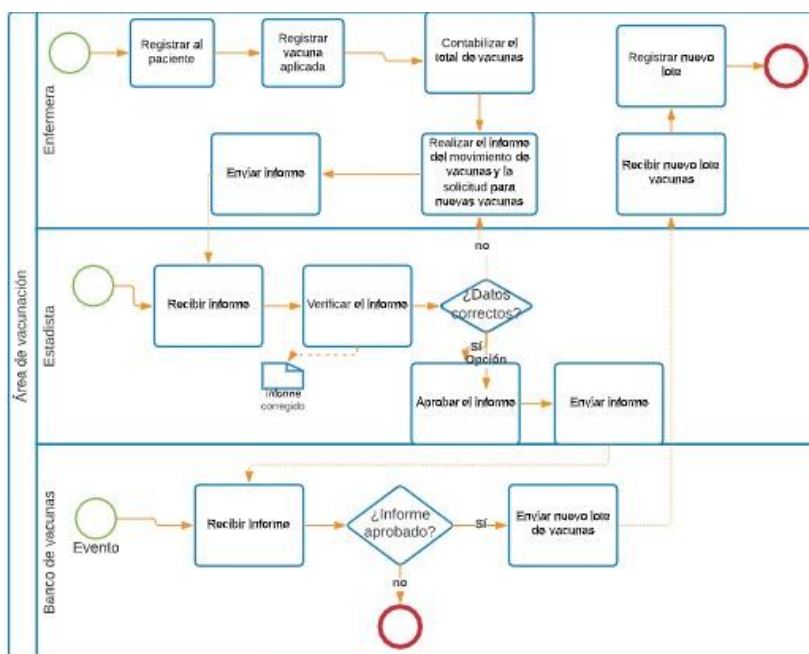 Área de vacunación
Enfermera
Registrar al
paciente
Registrar
vacuna
aplicada
Contabilizar el
total de vacunas
Registrar nuevo
lote
Enviar informe
Realizar el informe
del movimiento de
vacunas y la
solicitud para
nuevas vacunas
Recibir nuevo lote
vacunas
Estadista
no
Recibir informe
Verificar el informe
¿Datos
correctos?
Sí
Opción
Informe
corregido
Aprobar el informe
Enviar informe
Banco de vacunas
Evento
Recibir Informe
¿Informe
aprobado?
sí
Enviar nuevo lote
de vacunas
no